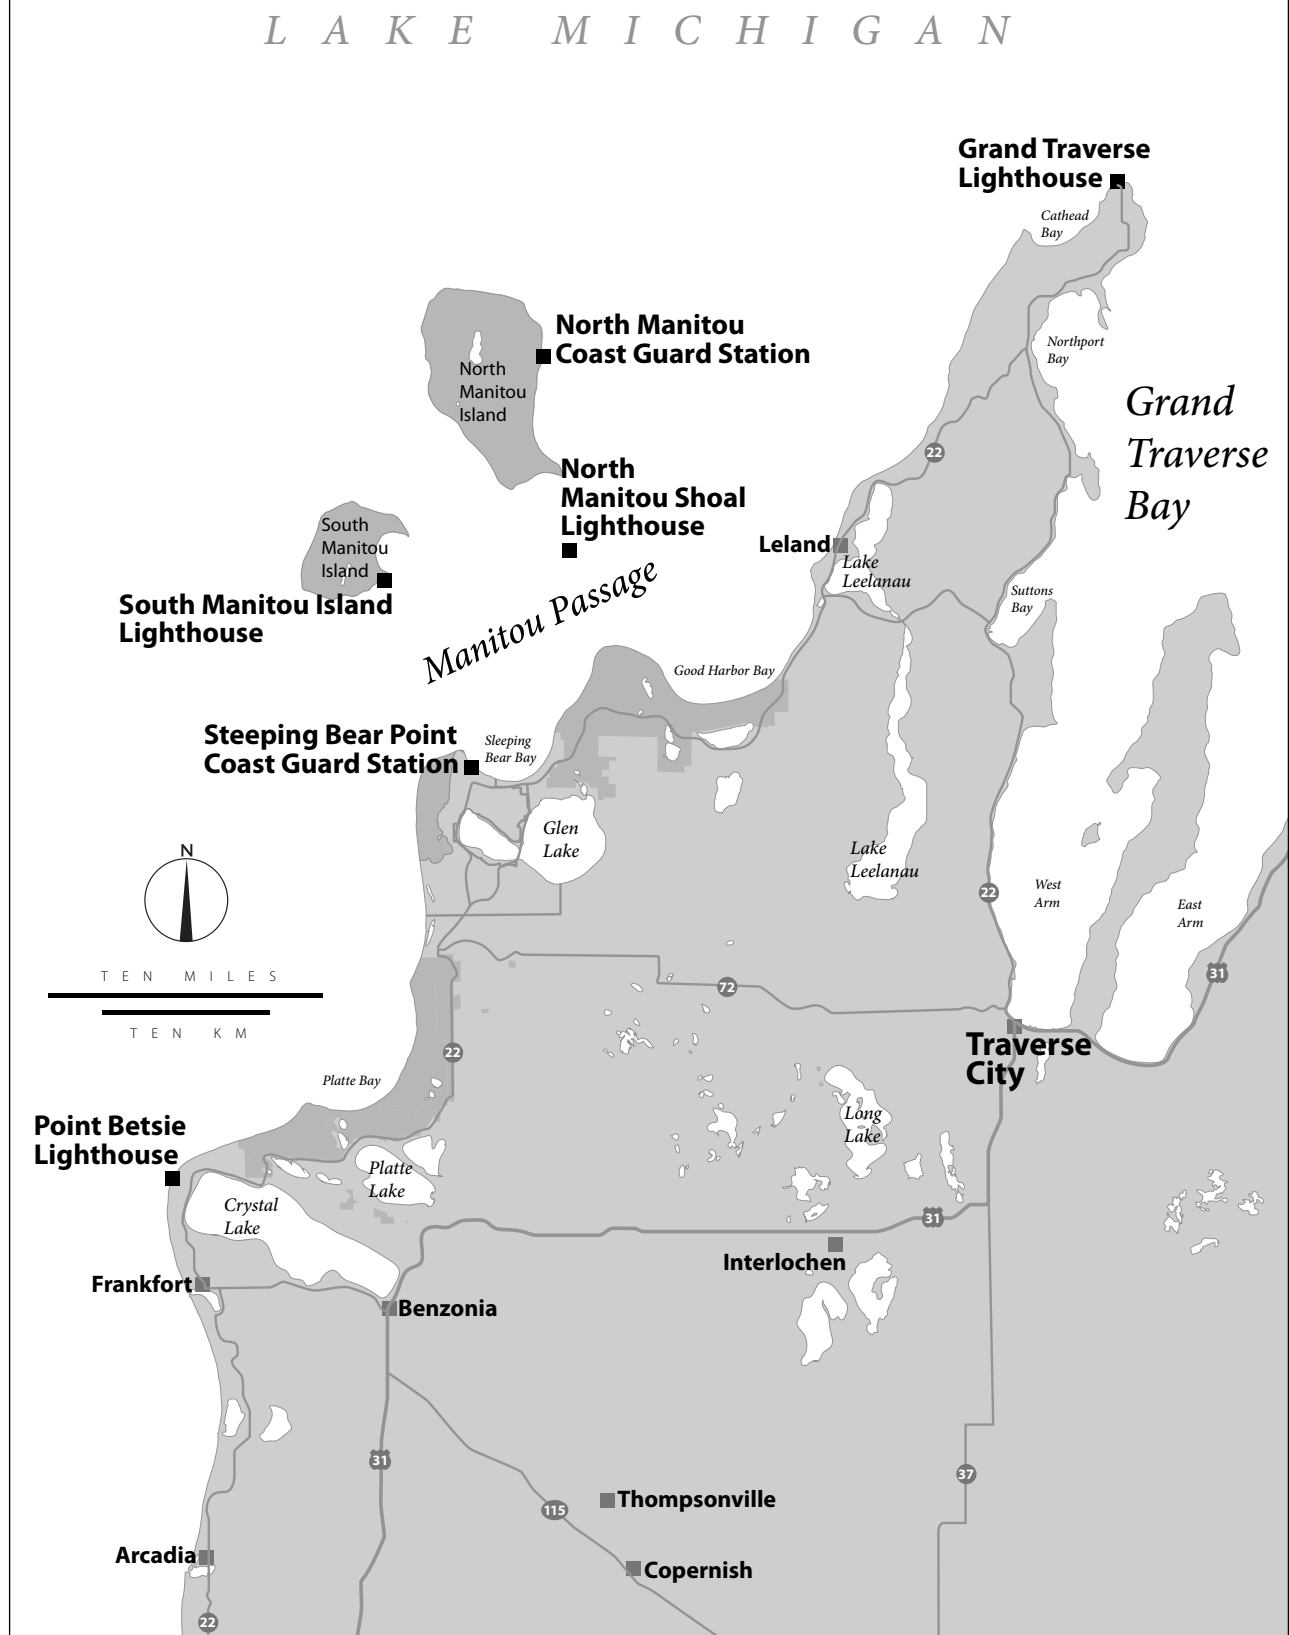 LAKE MICHIGAN
Grand Traverse
Lighthouse
Cathead
Bay
North Manitou
Coast Guard Station
Northport
Bay
North
Manitou
Island
Grand
Traverse
Bay
22
North
Manitou Shoal
Lighthouse
South
Manitou
Island
Leland
Lake
Leelanau
South Manitou Island
Lighthouse
Manitou Passage
Suttons
Bay
Good Harbor Bay
Steeping Bear Point
Coast Guard Station
Sleeping
Bear Bay
Glen
Lake
Lake
Leelanau
N
22
West
Arm
East
Arm
TEN MILES
TEN KM
72
31
22
Traverse
City
Platte Bay
Point Betsie
Lighthouse
Long
Lake
Platte
Lake
Crystal
Lake
31
Interlochen
Frankfort
Benzonia
31
37
Thompsonville
115
Arcadia
Copernish
22